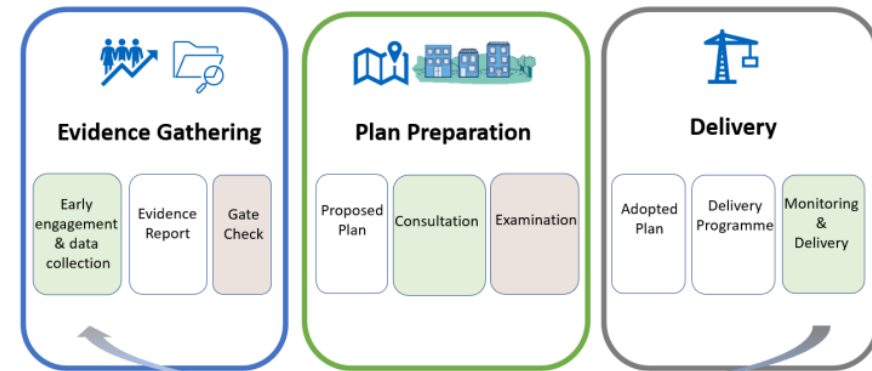 Evidence Gathering
Early
engagement
& data
collection
Evidence
Report
Gate
Check
Plan Preparation
Proposed
Plan
Consultation
Examination
Delivery
Adopted
Plan
Delivery
Programme
Monitoring
&
Delivery